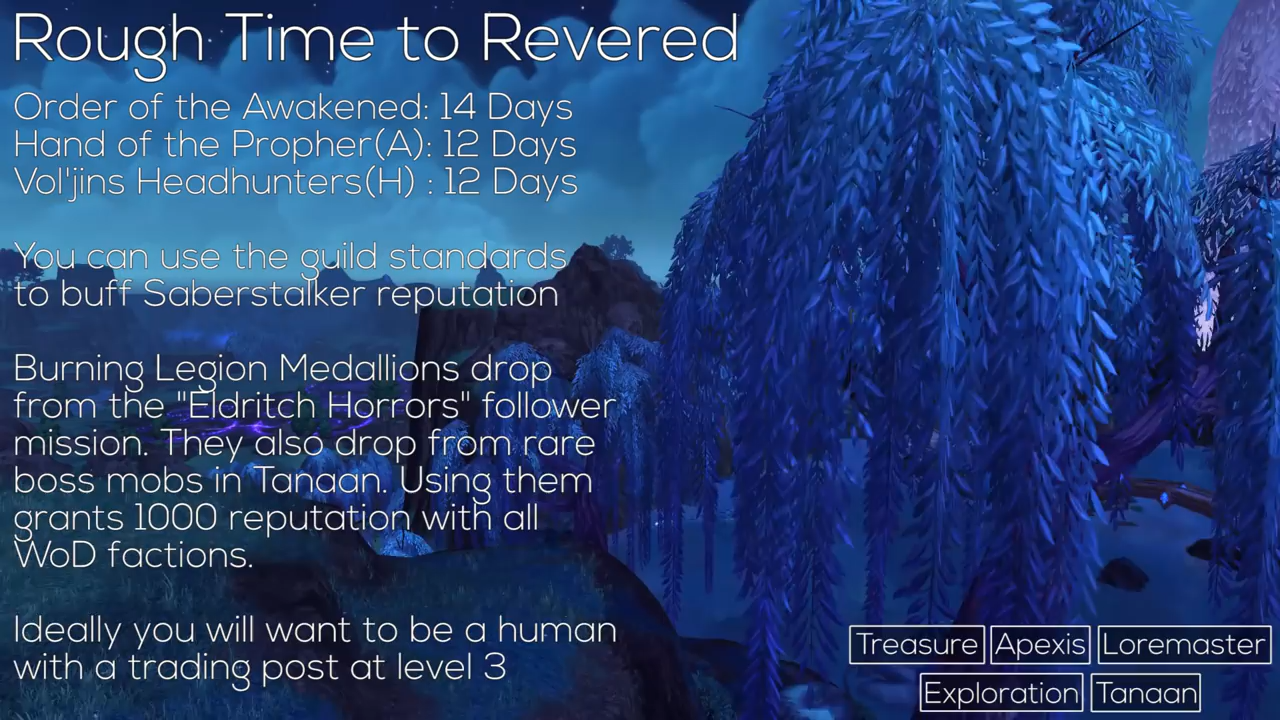 Rough Time to Revered
Order of the Awakened: 14 Days
Hand of the Propher(A): 12 Days
Vol'jins Headhunters(H) : 12 Days
You can use the guild standards
to buff Saberstalker reputation
Burning Legion Medallions drop
from the "Eldritch Horrors" follower
mission. They also drop from rare
boss mobs in Tanaan. Using them
grants 1000 reputation with all
WoD factions.
Ideally you will want to be a human
with a trading post at level 3
Treasure Apexis Loremaster
Exploration Tanaan